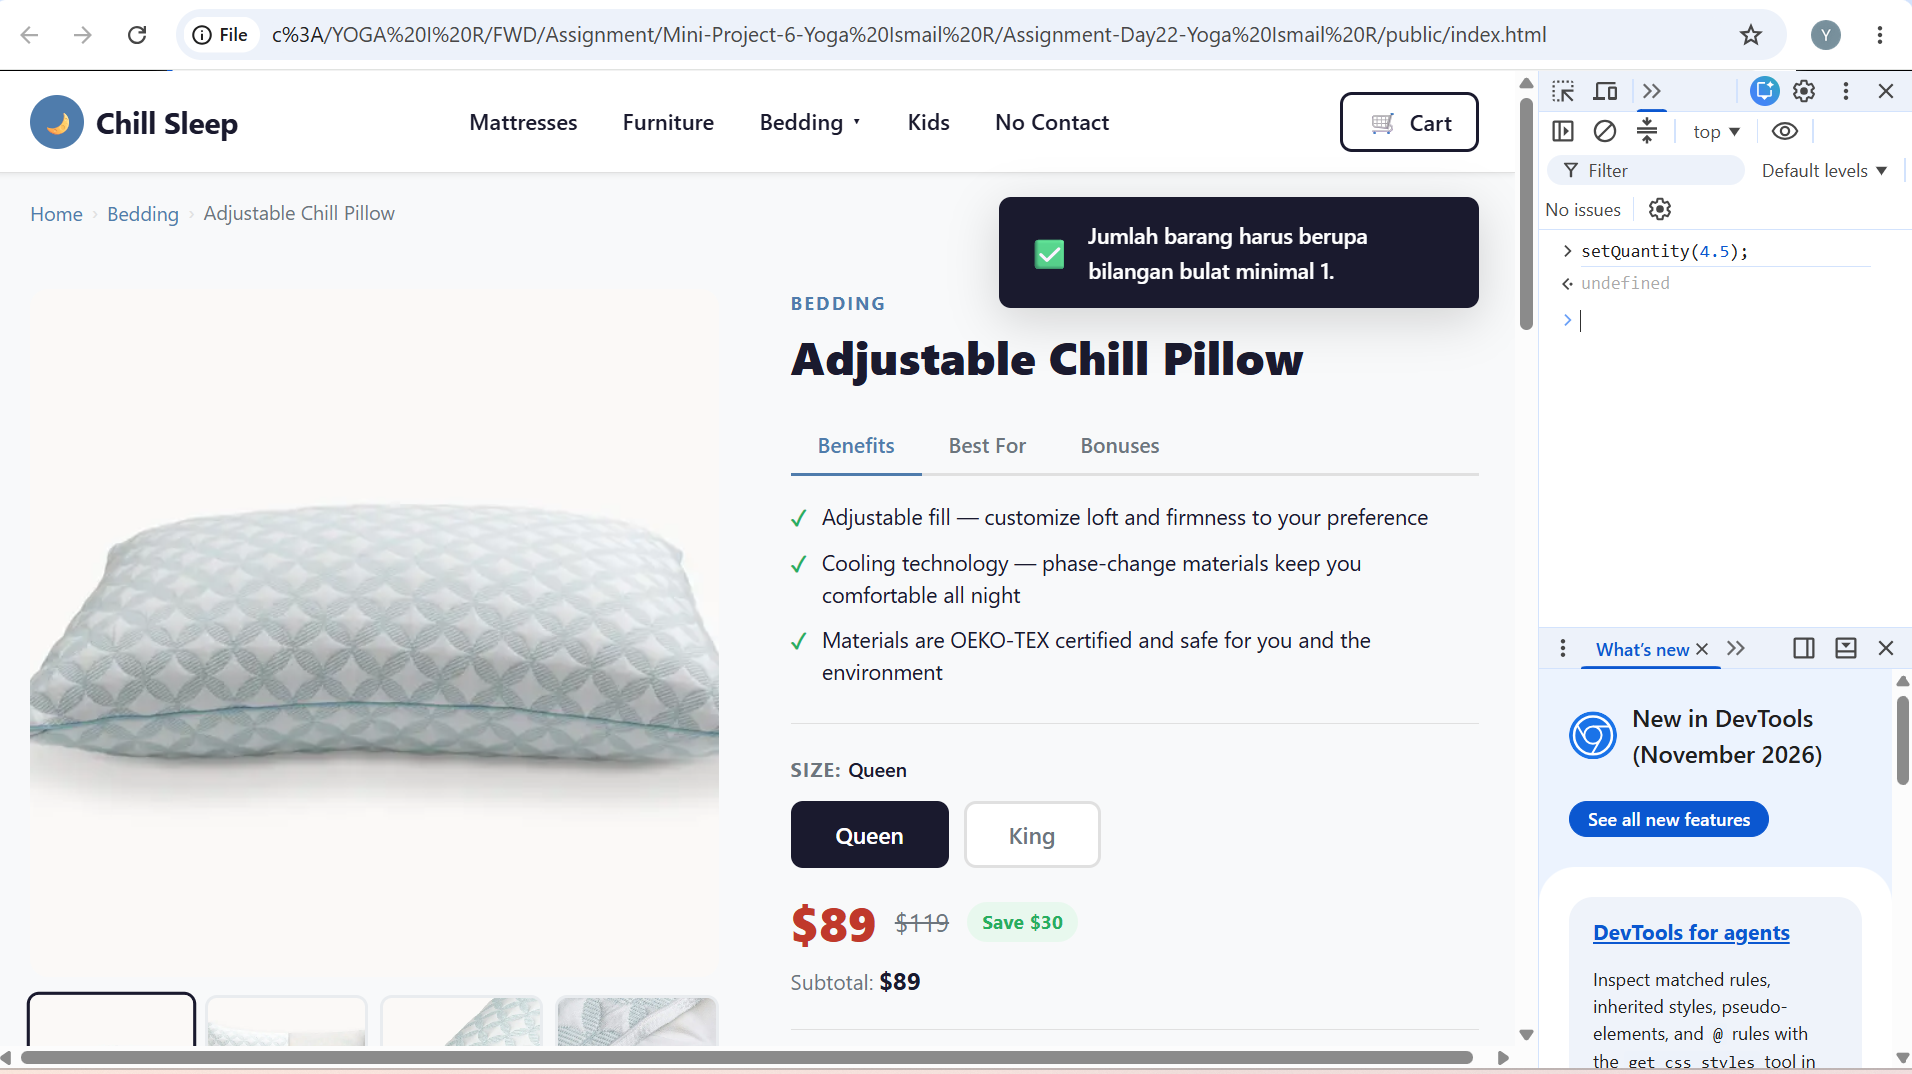 File
c%3A/YOGA%20I%20R/FWD/Assignment/Mini-Project-6-Yoga%20Ismail%20R/Assignment-Day22-Yoga%20Ismail%20R/public/index.html
Y
Chill Sleep
Mattresses
Furniture
Bedding
Kids
No Contact
Cart
Home › Bedding › Adjustable Chill Pillow
Jumlah barang harus berupa
bilangan bulat minimal 1.
BEDDING
Adjustable Chill Pillow
Benefits
Best For
Bonuses
Adjustable fill — customize loft and firmness to your preference
Cooling technology — phase-change materials keep you
comfortable all night
Materials are OEKO-TEX certified and safe for you and the
environment
SIZE: Queen
Queen
King
$89 $119 Save $30
Subtotal: $89
top
Filter
Default levels
No issues
setQuantity(4.5);
undefined
What's new
New in DevTools
(November 2026)
See all new features
DevTools for agents
Inspect matched rules,
inherited styles, pseudo-
elements, and @ rules with
the get_css_styles tool in